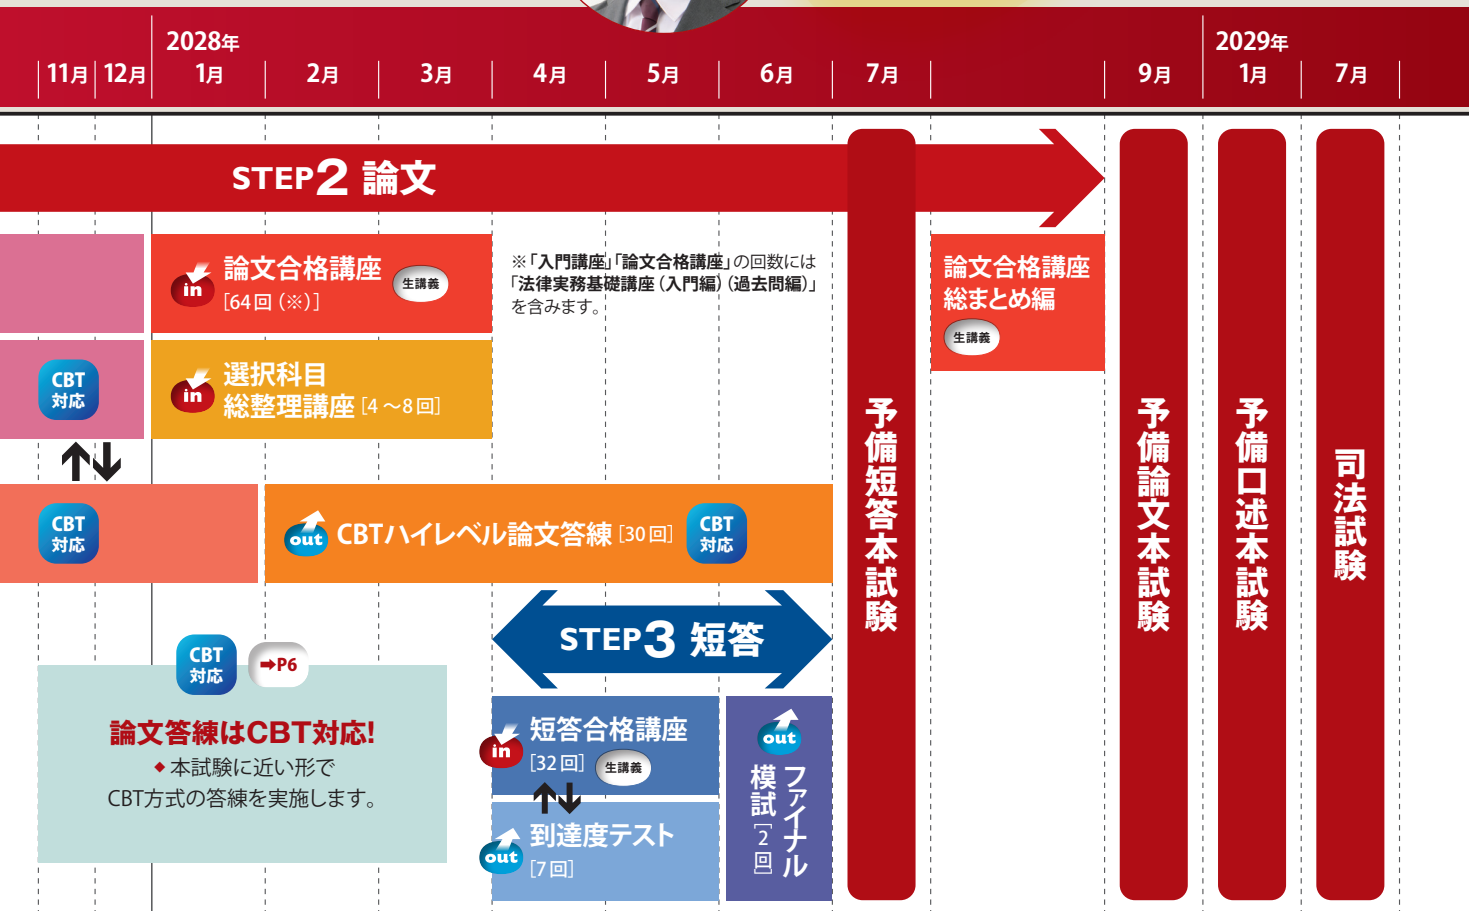 2028年
2029年
11月
12月
1月
2月
3月
4月
5月
6月
7月
9月
1月
7月
STEP2 論文
in
論文合格講座
[64回（※）]
生講義
※「入門講座」「論文合格講座」の回数には
「法律実務基礎講座（入門編）（過去問編）」
を含みます。
論文合格講座
総まとめ編
生講義
CBT
対応
in
選択科目
総整理講座 [4～8回]
CBT
対応
out
CBTハイレベル論文答練 [30回]
CBT
対応
STEP3 短答
CBT
対応
➡P6
論文答練はCBT対応!
◆本試験に近い形で
CBT方式の答練を実施します。
in
短答合格講座
[32回]
生講義
out
到達度テスト
[7回]
out
ファイナル
模試[2回]
予備短答本試験
予備論文本試験
予備口述本試験
司法試験